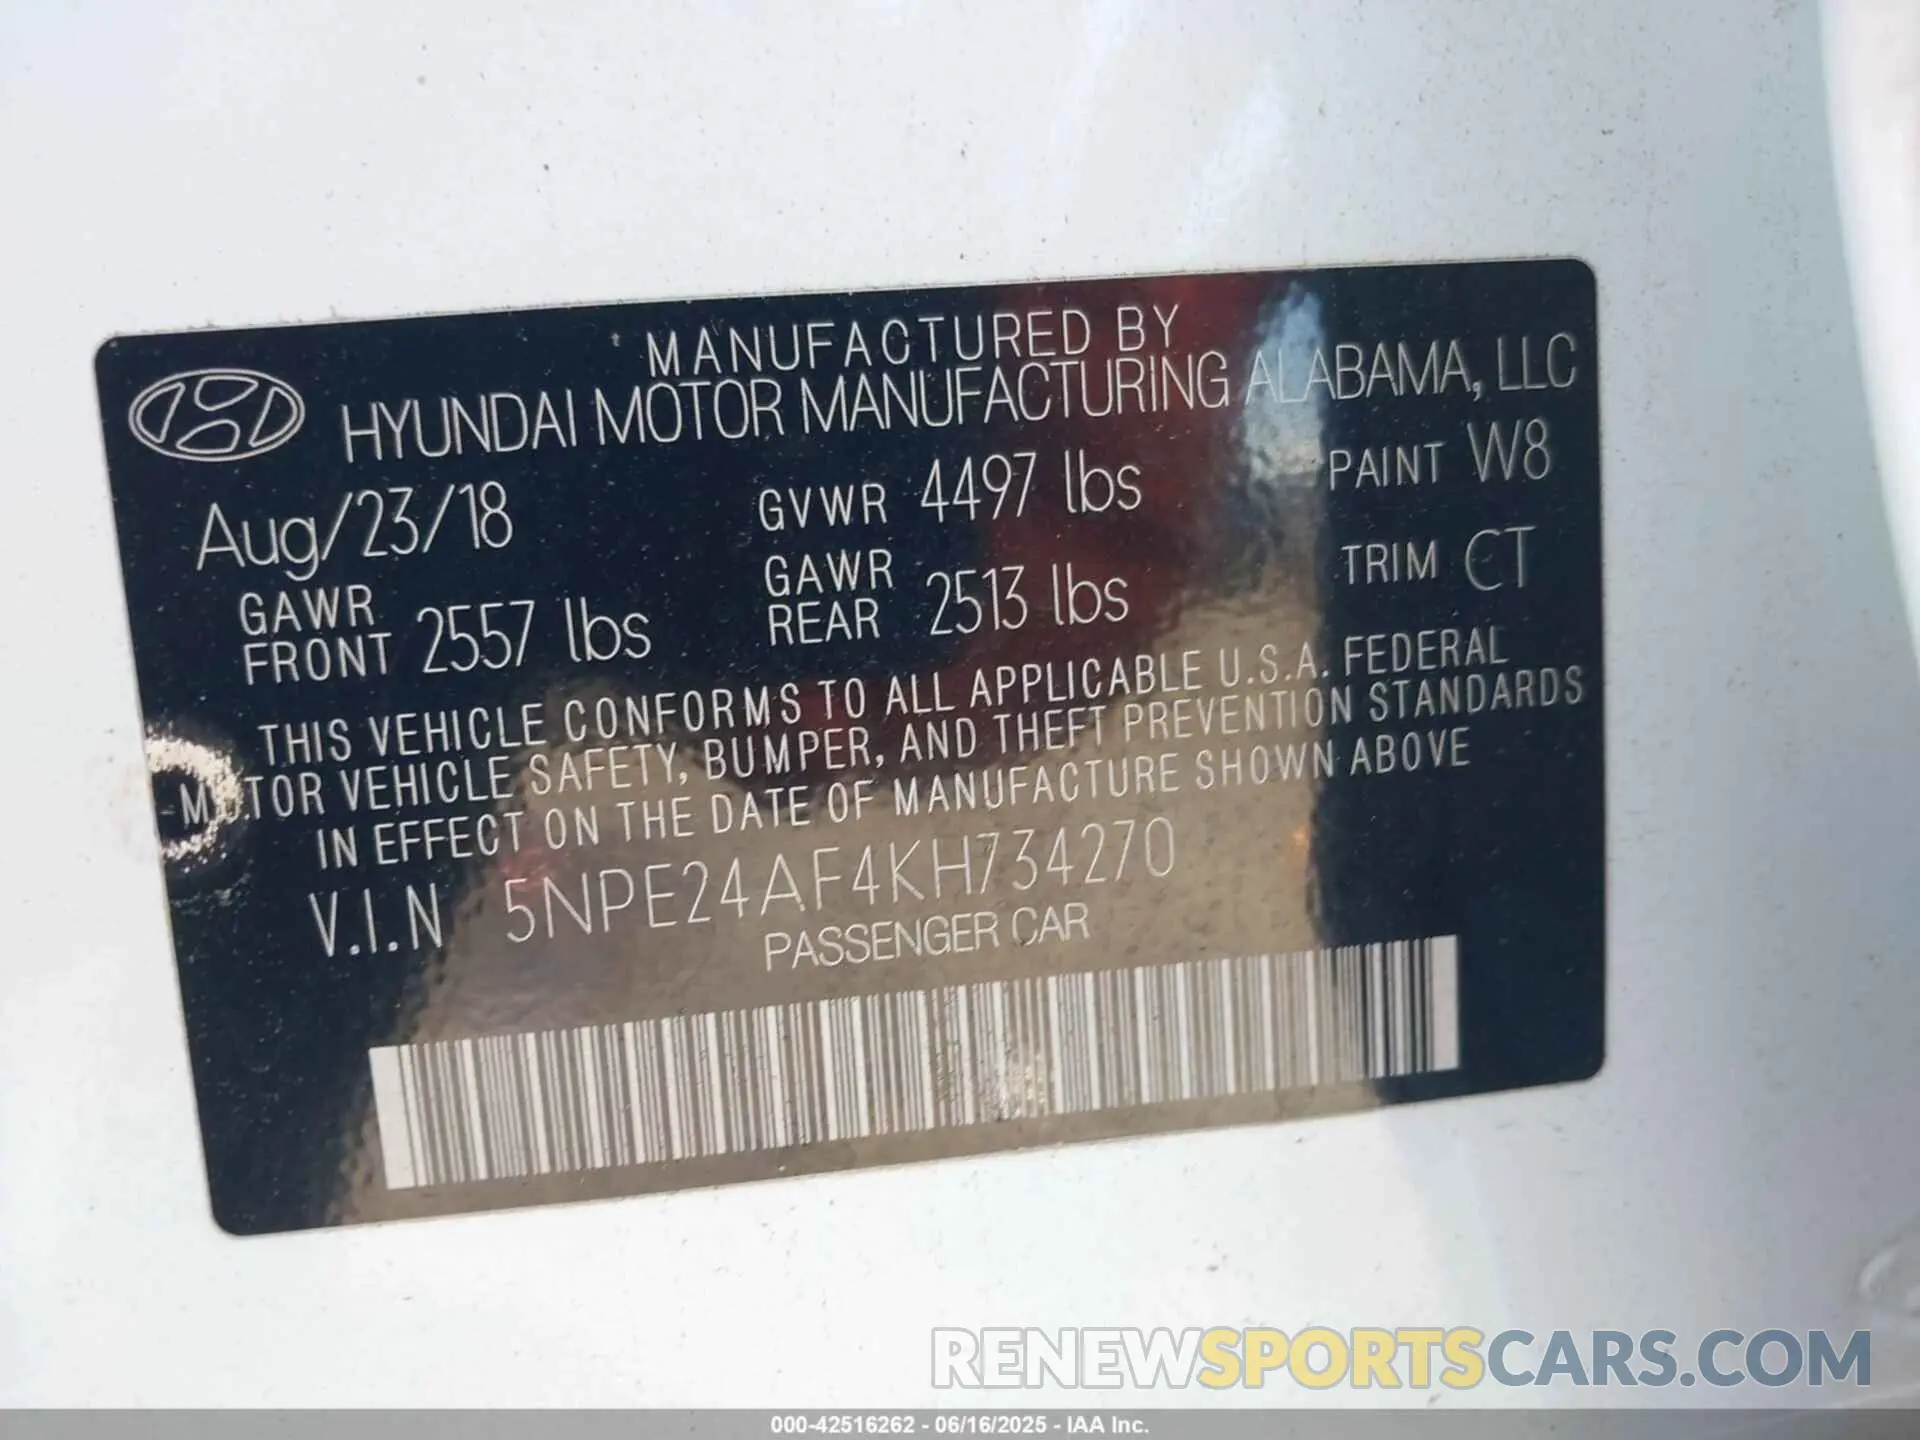 MANUFACTURED BY
HYUNDAI MOTOR MANUFACTURING ALABAMA, LLC
Aug/23/18 GVWR 4497 lbs PAINT W8
GAWR FRONT 2557 lbs GAWR REAR 2513 lbs TRIM CT
THIS VEHICLE CONFORMS TO ALL APPLICABLE U.S.A. FEDERAL
MOTOR VEHICLE SAFETY, BUMPER, AND THEFT PREVENTION STANDARDS
IN EFFECT ON THE DATE OF MANUFACTURE SHOWN ABOVE
V.I.N 5NPE24AF4KH734270
PASSENGER CAR
RENEWSPORTSCARS.COM
000-42516262 - 06/16/2025 - IAA Inc.